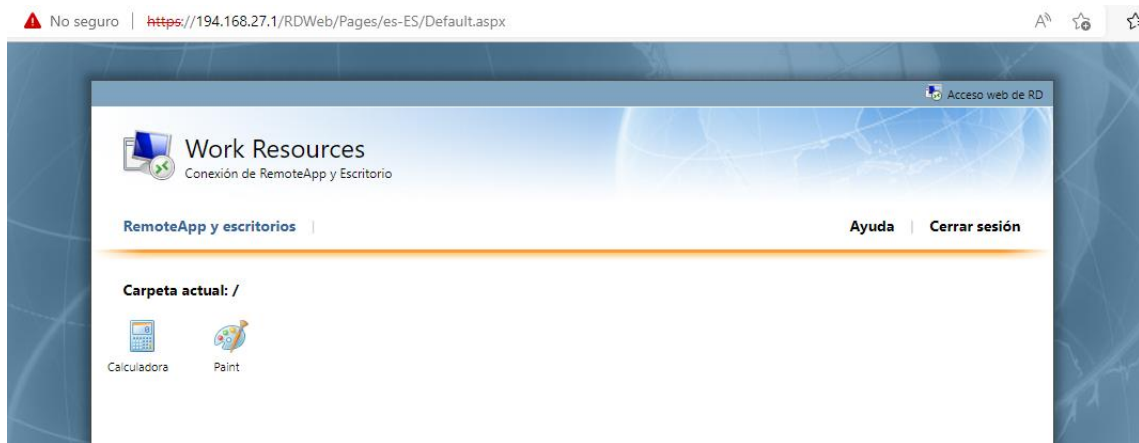 No seguro | https://194.168.27.1/RDWeb/Pages/es-ES/Default.aspx
Acceso web de RD
Work Resources
Conexión de RemoteApp y Escritorio
RemoteApp y escritorios | Ayuda | Cerrar sesión
Carpeta actual: /
Calculadora Paint